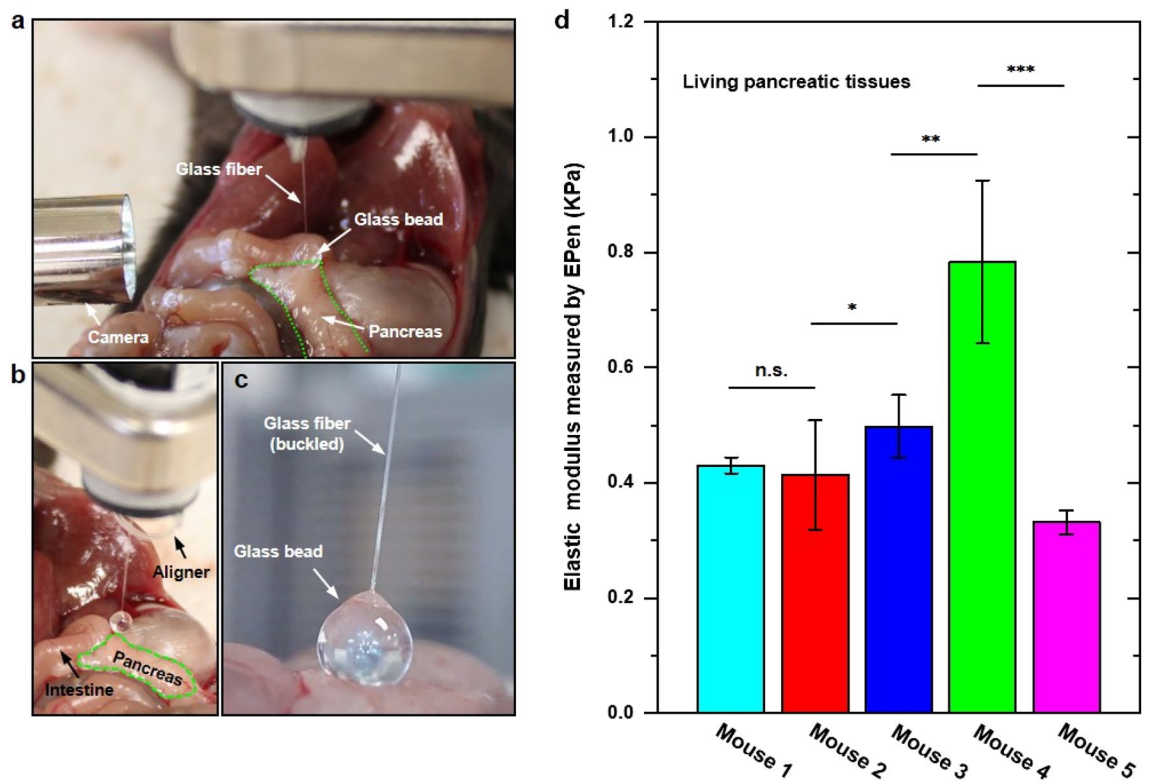 a
Glass fiber
Glass bead
Camera
Pancreas
b
Aligner
Pancreas
Intestine
c
Glass fiber
(buckled)
Glass bead
d
Elastic modulus measured by EPen (KPa)
1.2
1.0
0.8
0.6
0.4
0.2
0.0
Living pancreatic tissues
n.s.
*
**
***
Mouse 1
Mouse 2
Mouse 3
Mouse 4
Mouse 5